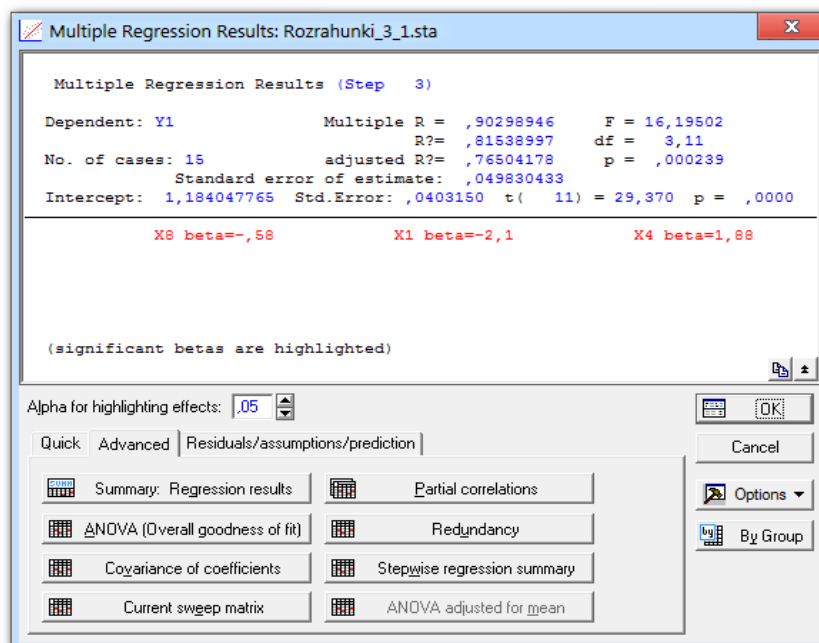 Multiple Regression Results: Rozrahunki_3_1.sta
x
Multiple Regression Results (Step 3)
Dependent: Y1 Multiple R = ,90298946 F = 16,19502
R?= ,81538997 df = 3,11
No. of cases: 15 adjusted R?= ,76504178 p = ,000239
Standard error of estimate: ,049830433
Intercept: 1,184047765 Std.Error: ,0403150 t( 11) = 29,370 p = ,0000
X8 beta=-,58 X1 beta=-2,1 X4 beta=1,88
(significant betas are highlighted)
Alpha for highlighting effects: ,05
OK
Quick Advanced Residuals/assumptions/prediction
Cancel
Summary: Regression results Partial correlations
Options
ANOVA (Overall goodness of fit) Redundancy
by By Group
Covariance of coefficients Stepwise regression summary
Current sweep matrix ANOVA adjusted for mean